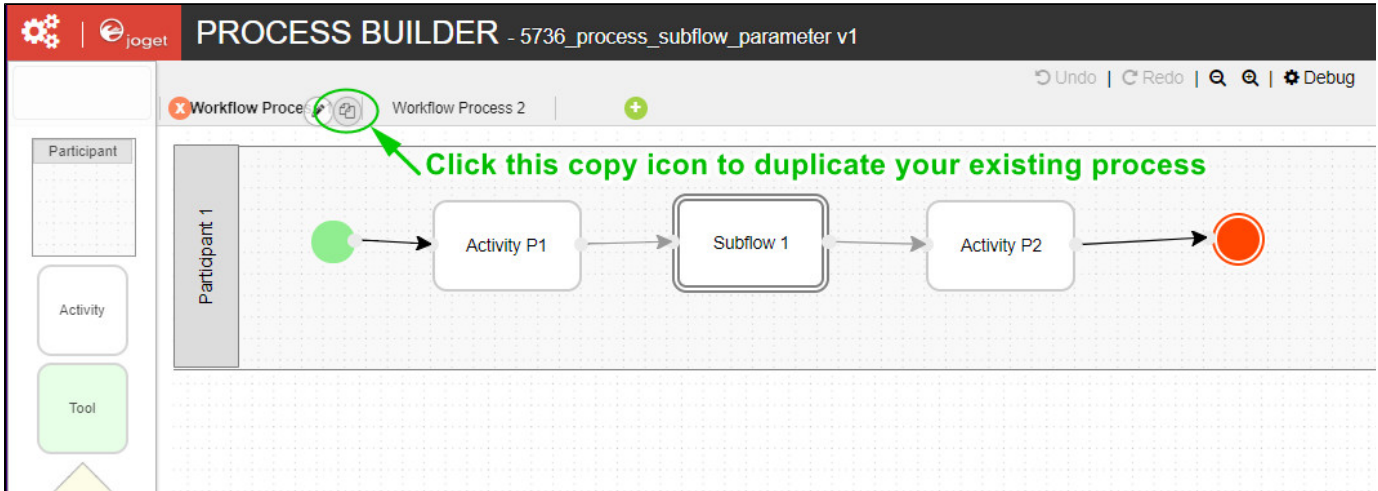 joget PROCESS BUILDER - 5736_process_subflow_parameter v1
Undo | Redo | | Debug
X Workflow Proce Workflow Process 2
Click this copy icon to duplicate your existing process
Participant
Participant 1
Activity P1
Subflow 1
Activity P2
Activity
Tool